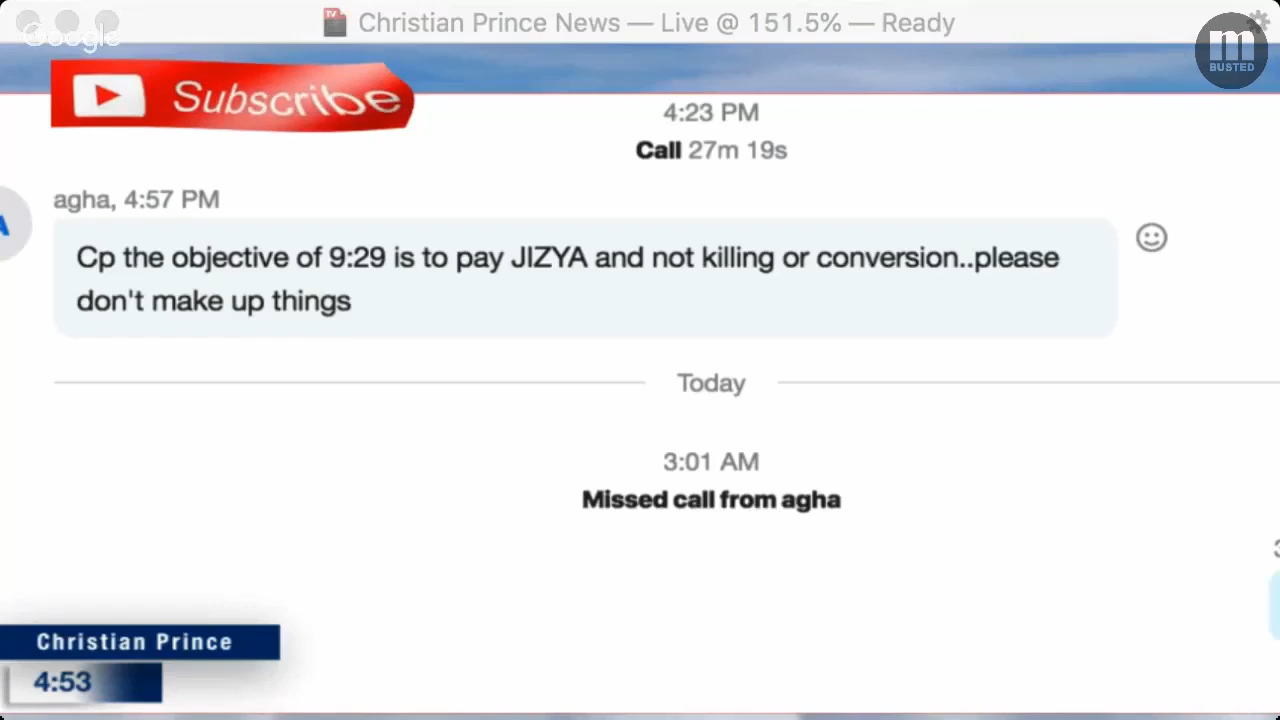 Christian Prince News — Live @ 151.5% — Ready
Google
m
BUSTED
Subscribe
4:23 PM
Call 27m 19s
agha, 4:57 PM
A
Cp the objective of 9:29 is to pay JIZYA and not killing or conversion..please
don't make up things
Today
3:01 AM
Missed call from agha
Christian Prince
4:53